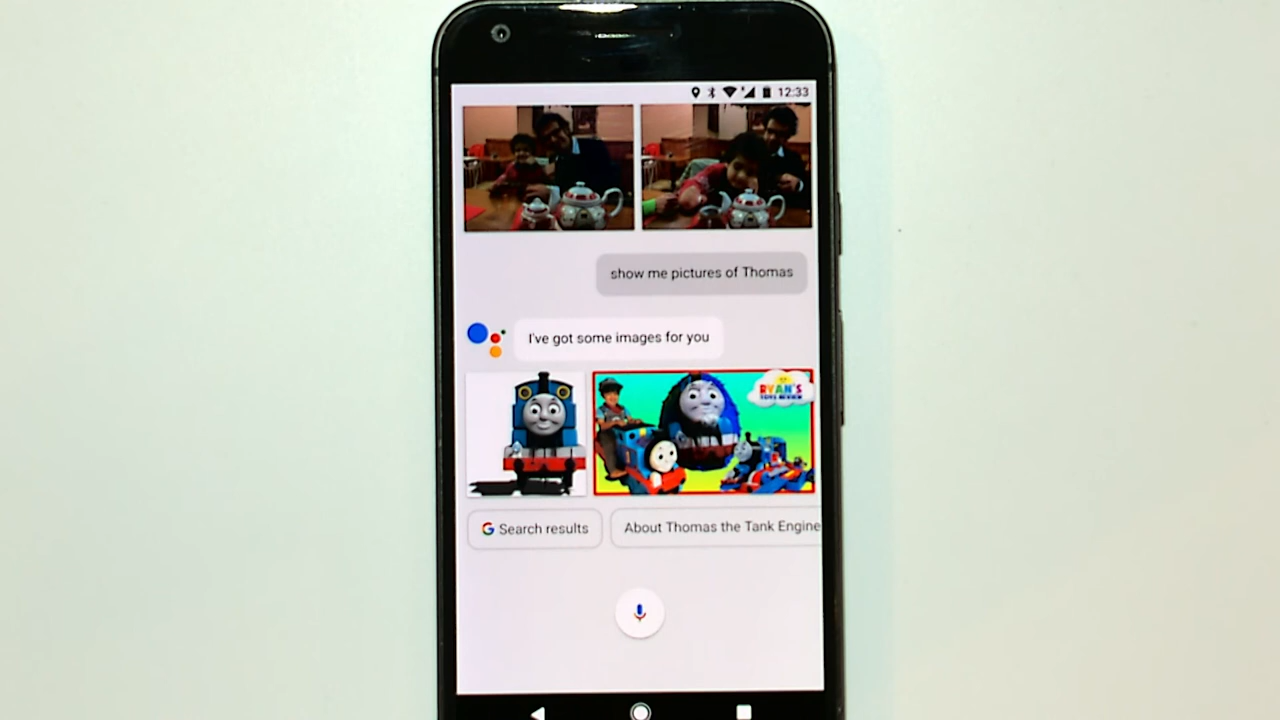 12:33
show me pictures of Thomas
I've got some images for you
RYAN'S
TOYS REVIEW
G Search results
About Thomas the Tank Engine